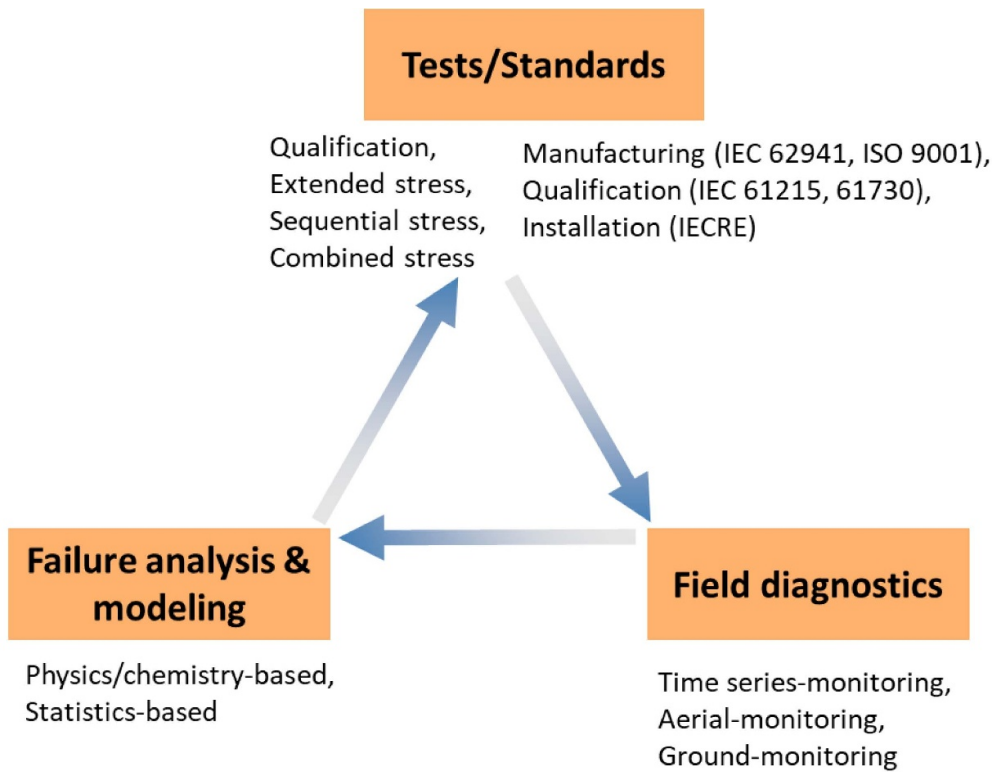 Tests/Standards
Qualification,
Extended stress,
Sequential stress,
Combined stress
Manufacturing (IEC 62941, ISO 9001),
Qualification (IEC 61215, 61730),
Installation (IECRE)
Failure analysis &
modeling
Physics/chemistry-based,
Statistics-based
Field diagnostics
Time series-monitoring,
Aerial-monitoring,
Ground-monitoring